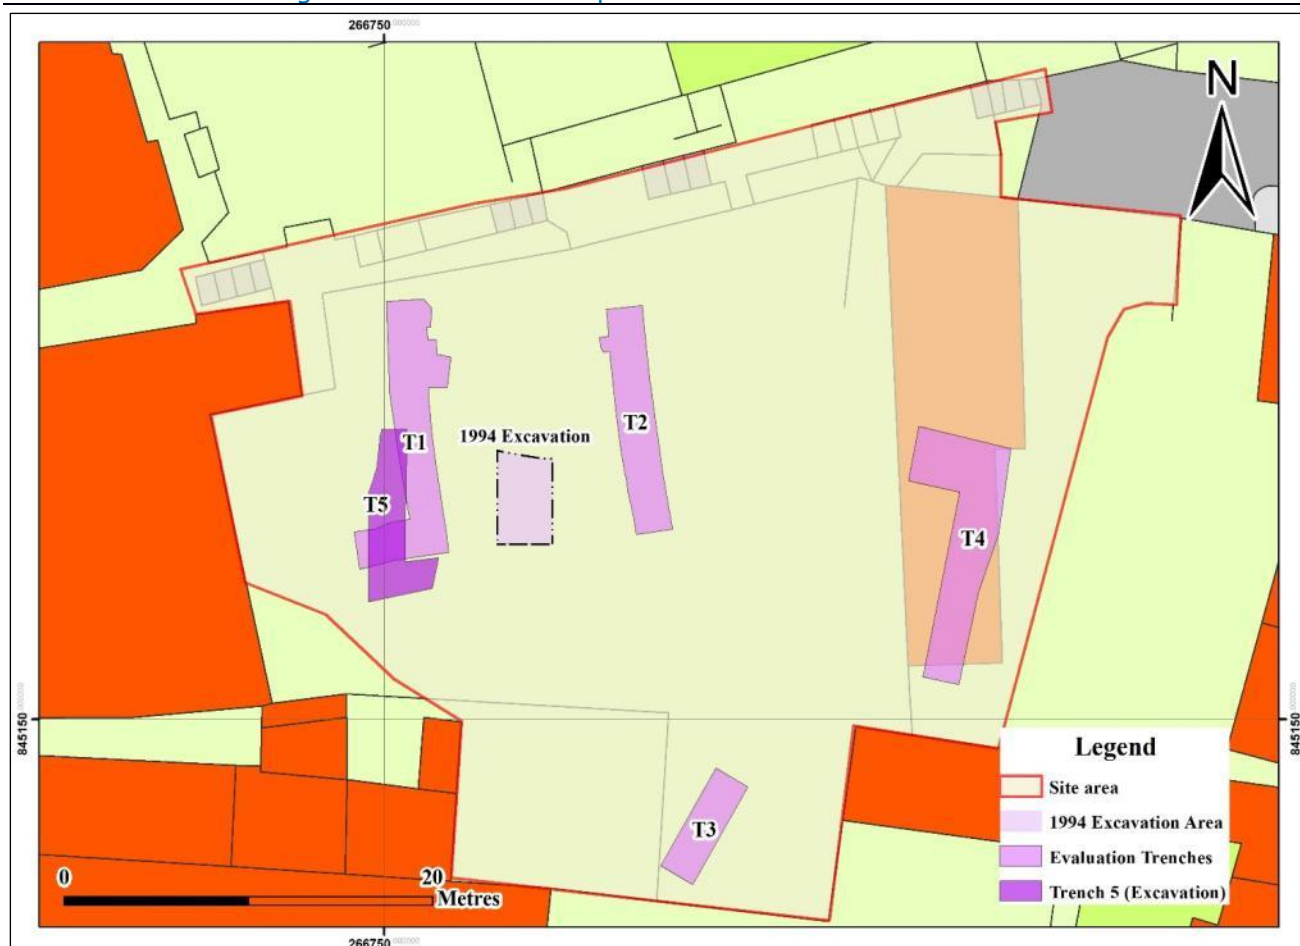 266750
N
T1
T2
1994 Excavation
T5
T4
845150
845150
Legend
Site area
T3
1994 Excavation Area
Evaluation Trenches
0
20
Metres
Trench 5 (Excavation)
266750